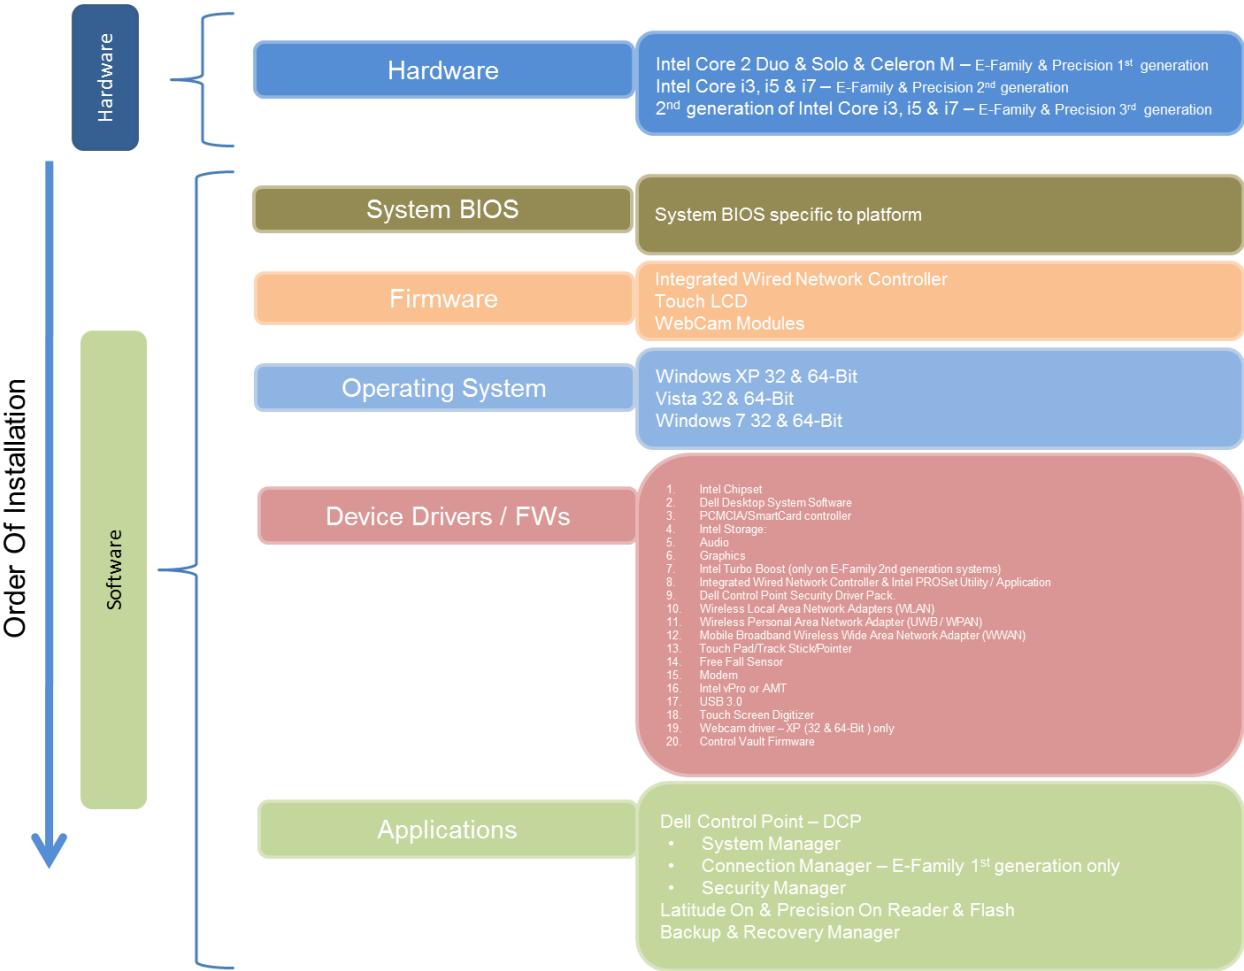 Hardware
Hardware
Intel Core 2 Duo & Solo & Celeron M – E-Family & Precision 1st generation
Intel Core i3, i5 & i7 – E-Family & Precision 2nd generation
2nd generation of Intel Core i3, i5 & i7 – E-Family & Precision 3rd generation
Order Of Installation
Software
System BIOS
System BIOS specific to platform
Firmware
Integrated Wired Network Controller
Touch LCD
WebCam Modules
Operating System
Windows XP 32 & 64-Bit
Vista 32 & 64-Bit
Windows 7 32 & 64-Bit
Device Drivers / FWs
1. Intel Chipset
2. Dell Desktop System Software
3. PCMCIA/SmartCard controller
4. Intel Storage:
5. Audio
6. Graphics
7. Intel Turbo Boost (only on E-Family 2nd generation systems)
8. Integrated Wired Network Controller & Intel PROSet Utility / Application
9. Dell Control Point Security Driver Pack.
10. Wireless Local Area Network Adapters (WLAN)
11. Wireless Personal Area Network Adapter (UWB / WPAN)
12. Mobile Broadband Wireless Wide Area Network Adapter (WWAN)
13. Touch Pad/Track Stick/Pointer
14. Free Fall Sensor
15. Modem
16. Intel vPro or AMT
17. USB 3.0
18. Touch Screen Digitizer
19. Webcam driver – XP (32 & 64-Bit ) only
20. Control Vault Firmware
Applications
Dell Control Point – DCP
• System Manager
• Connection Manager – E-Family 1st generation only
• Security Manager
Latitude On & Precision On Reader & Flash
Backup & Recovery Manager